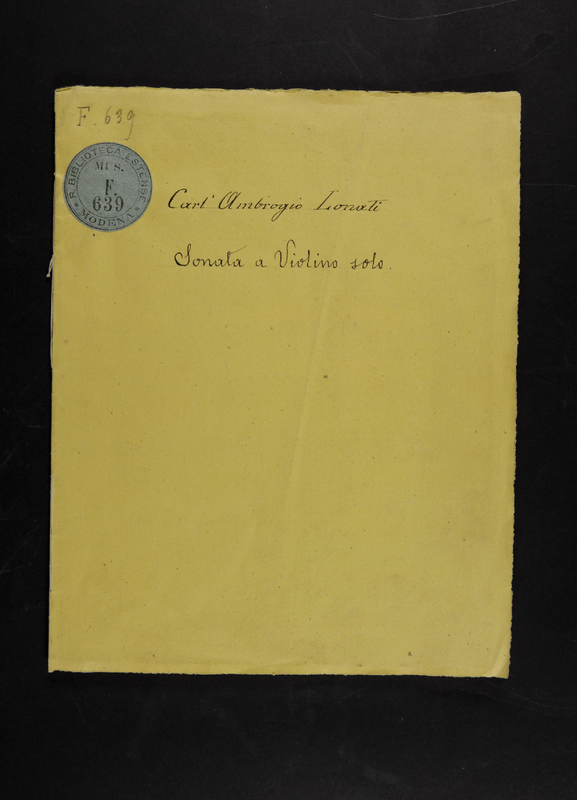 F. 639
R. BIBLIOTECA ESTENSE
MUS.
F.
639
MODENA
Carl' Ambrogio Lonati
Sonata a Violino solo.